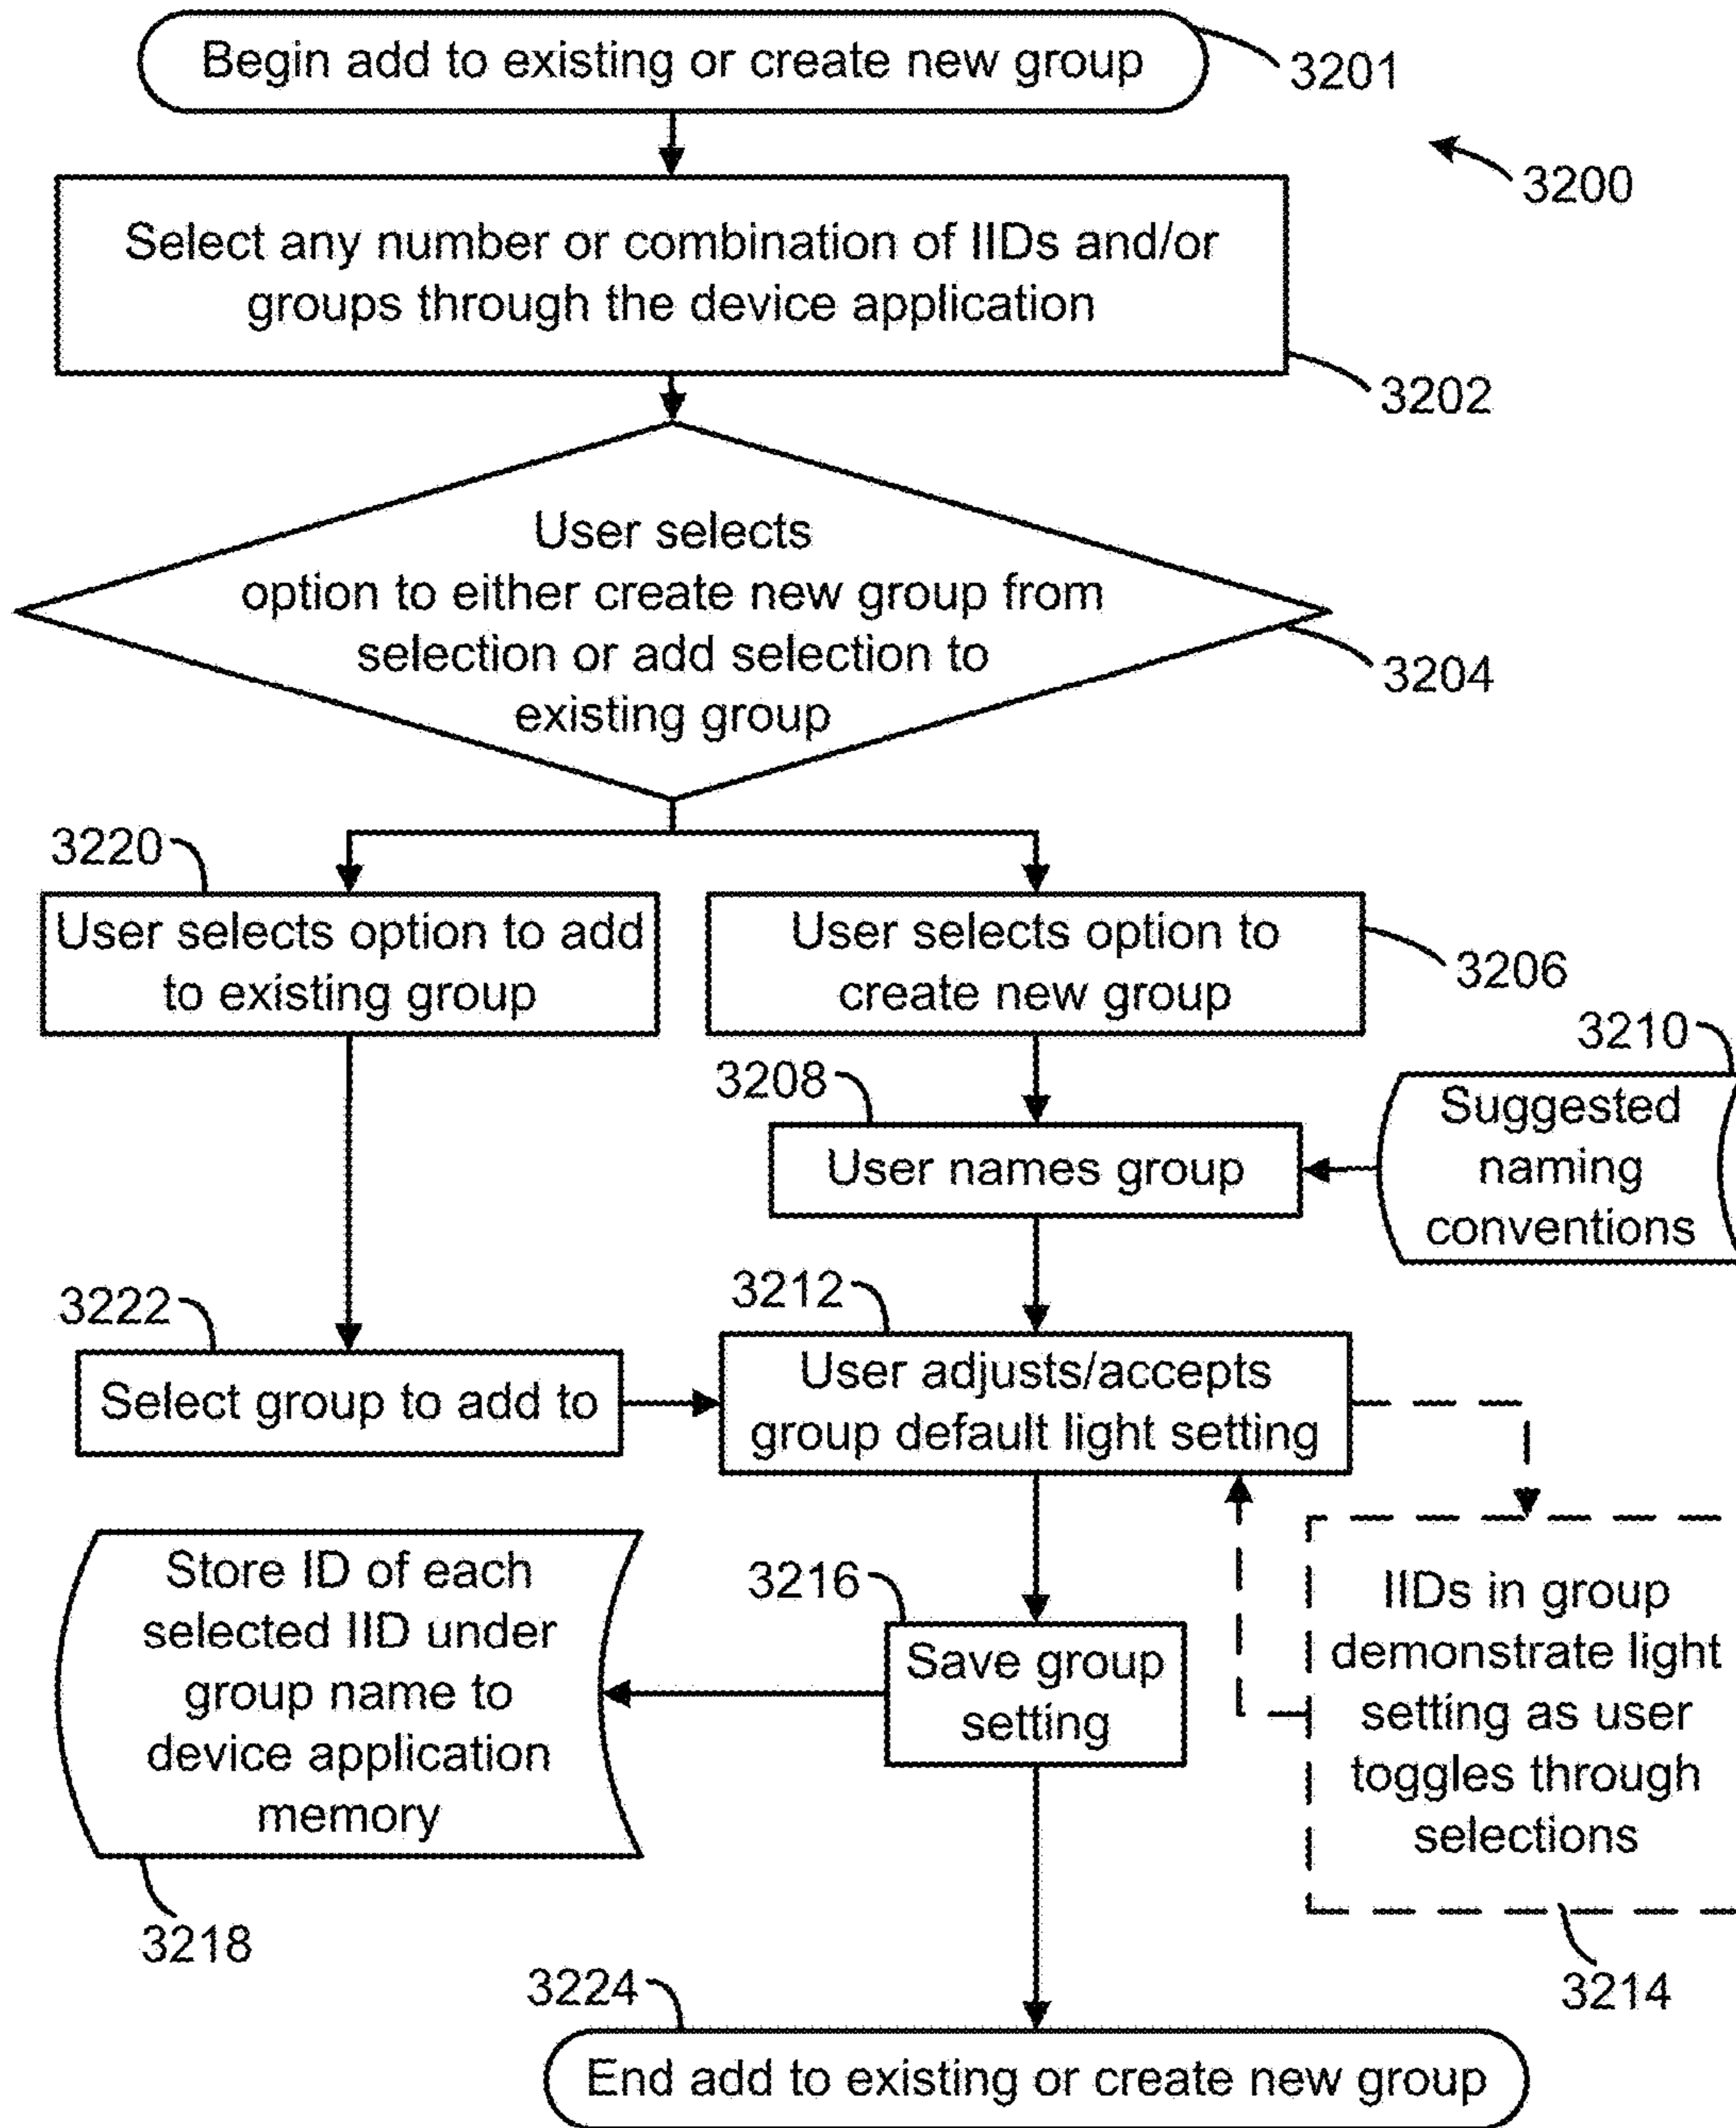 Begin add to existing or create new group
3201
3200
Select any number or combination of IIDs and/or
groups through the device application
3202
User selects
option to either create new group from
selection or add selection to
existing group
3204
3220
User selects option to add
to existing group
User selects option to
create new group
3206
3208
User names group
3210
Suggested
naming
conventions
3222
Select group to add to
3212
User adjusts/accepts
group default light setting
Store ID of each
selected IID under
group name to
device application
memory
3218
3216
Save group
setting
IIDs in group
demonstrate light
setting as user
toggles through
selections
3214
3224
End add to existing or create new group